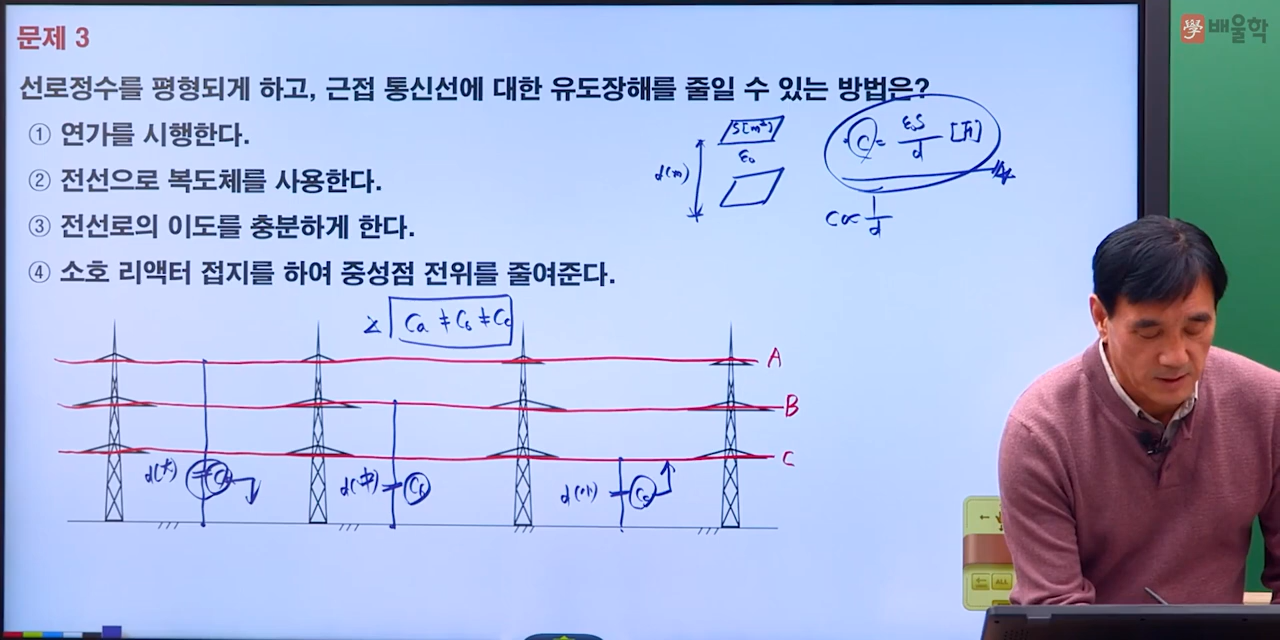 문제 3
學 배울학
선로정수를 평형되게 하고, 근접 통신선에 대한 유도장해를 줄일 수 있는 방법은?
① 연가를 시행한다.
② 전선으로 복도체를 사용한다.
③ 전선로의 이도를 충분하게 한다.
④ 소호 리액터 접지를 하여 중성점 전위를 줄여준다.
S[m²]
ε₀
d(m)
C = ε₀S/d [F]
C ∝ 1/d
Ca ≠ Cb ≠ Cc
A
B
C
d(大)
d(中) Cb
d(小) Cc
ALL